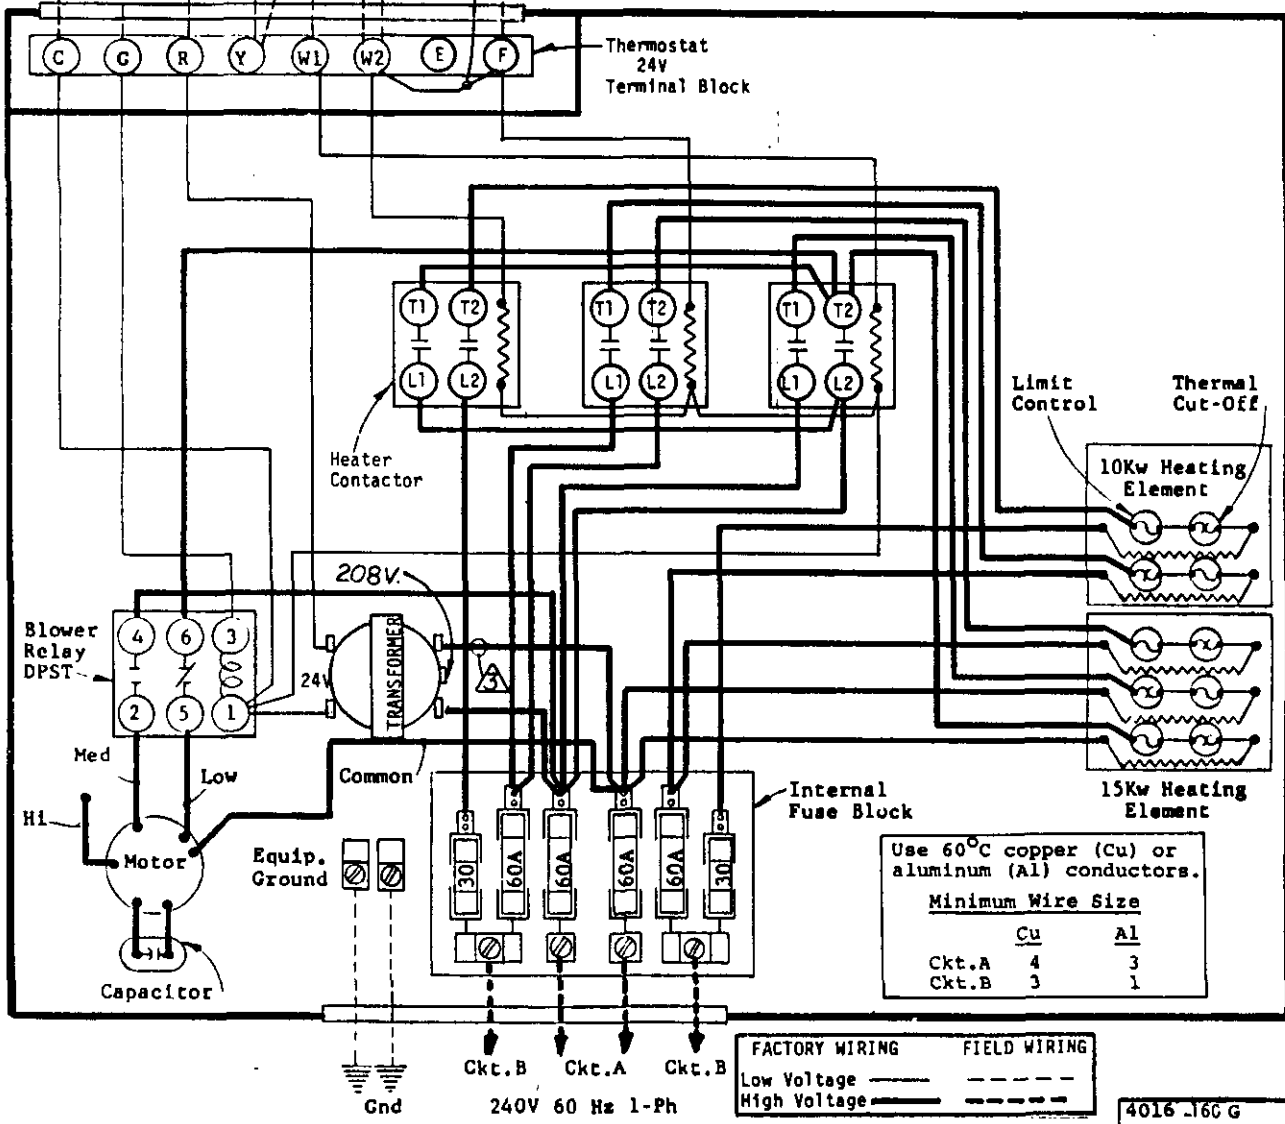 C G R Y W1 W2 E F
Thermostat
24V
Terminal Block
T1 T2 T1 T2 T1 T2
L1 L2 L1 L2 L1 L2
Heater
Contactor
Limit
Control
Thermal
Cut-Off
10Kw Heating
Element
15Kw Heating
Element
208V.
Blower
Relay
DPST
4 6 3
2 5 1
24V
TRANSFORMER
3
Med
Low
Hi
Motor
Common
Capacitor
Equip.
Ground
Internal
Fuse Block
30 60A 60A 60A 60A 30
Use 60°C copper (Cu) or
aluminum (Al) conductors.
Minimum Wire Size
Cu Al
Ckt.A 4 3
Ckt.B 3 1
Ckt.B Ckt.A Ckt.B
Gnd
240V 60 Hz 1-Ph
FACTORY WIRING FIELD WIRING
Low Voltage
High Voltage
4016-160 G